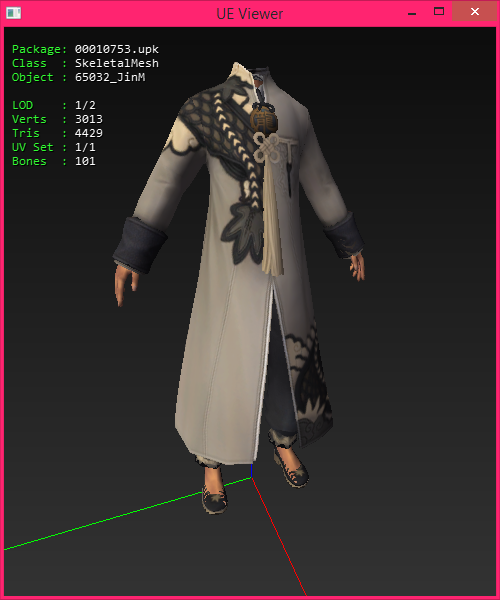 UE Viewer
Package: 00010753.upk
Class  : SkeletalMesh
Object : 65032_JinM
LOD    : 1/2
Verts  : 3013
Tris   : 4429
UV Set : 1/1
Bones  : 101